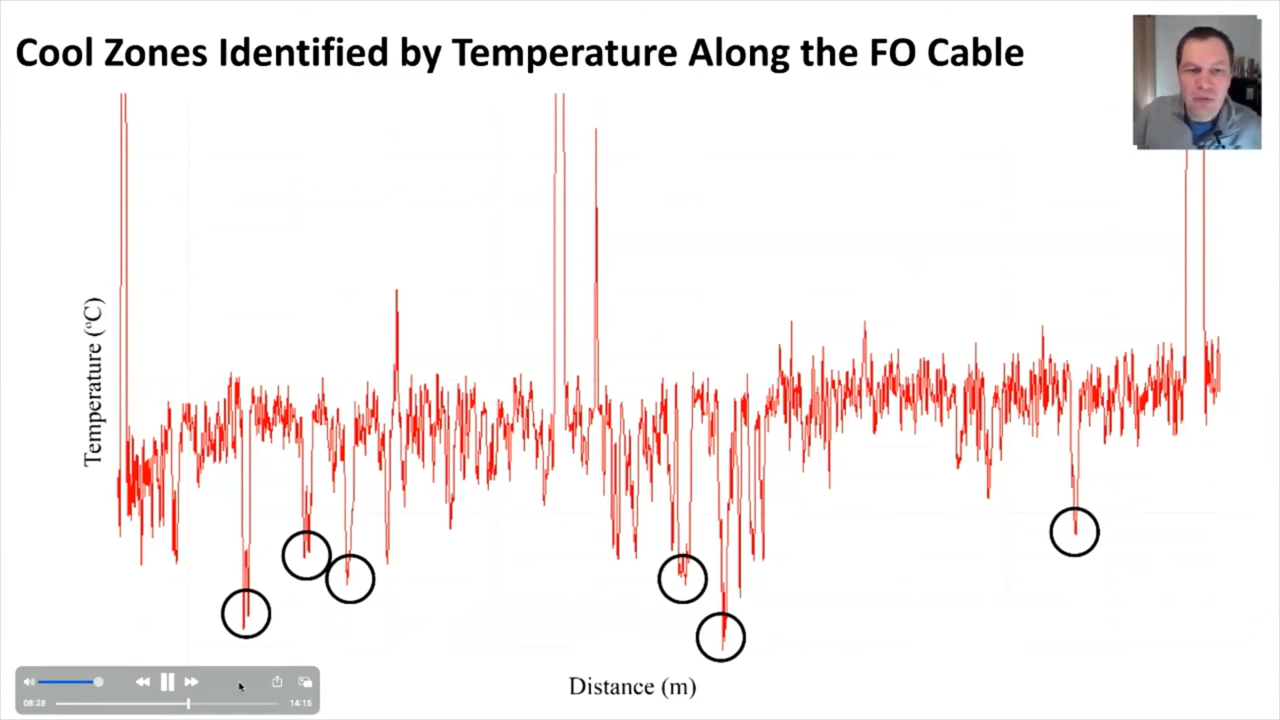 Cool Zones Identified by Temperature Along the FO Cable
Temperature (°C)
Distance (m)
08:28
14:15